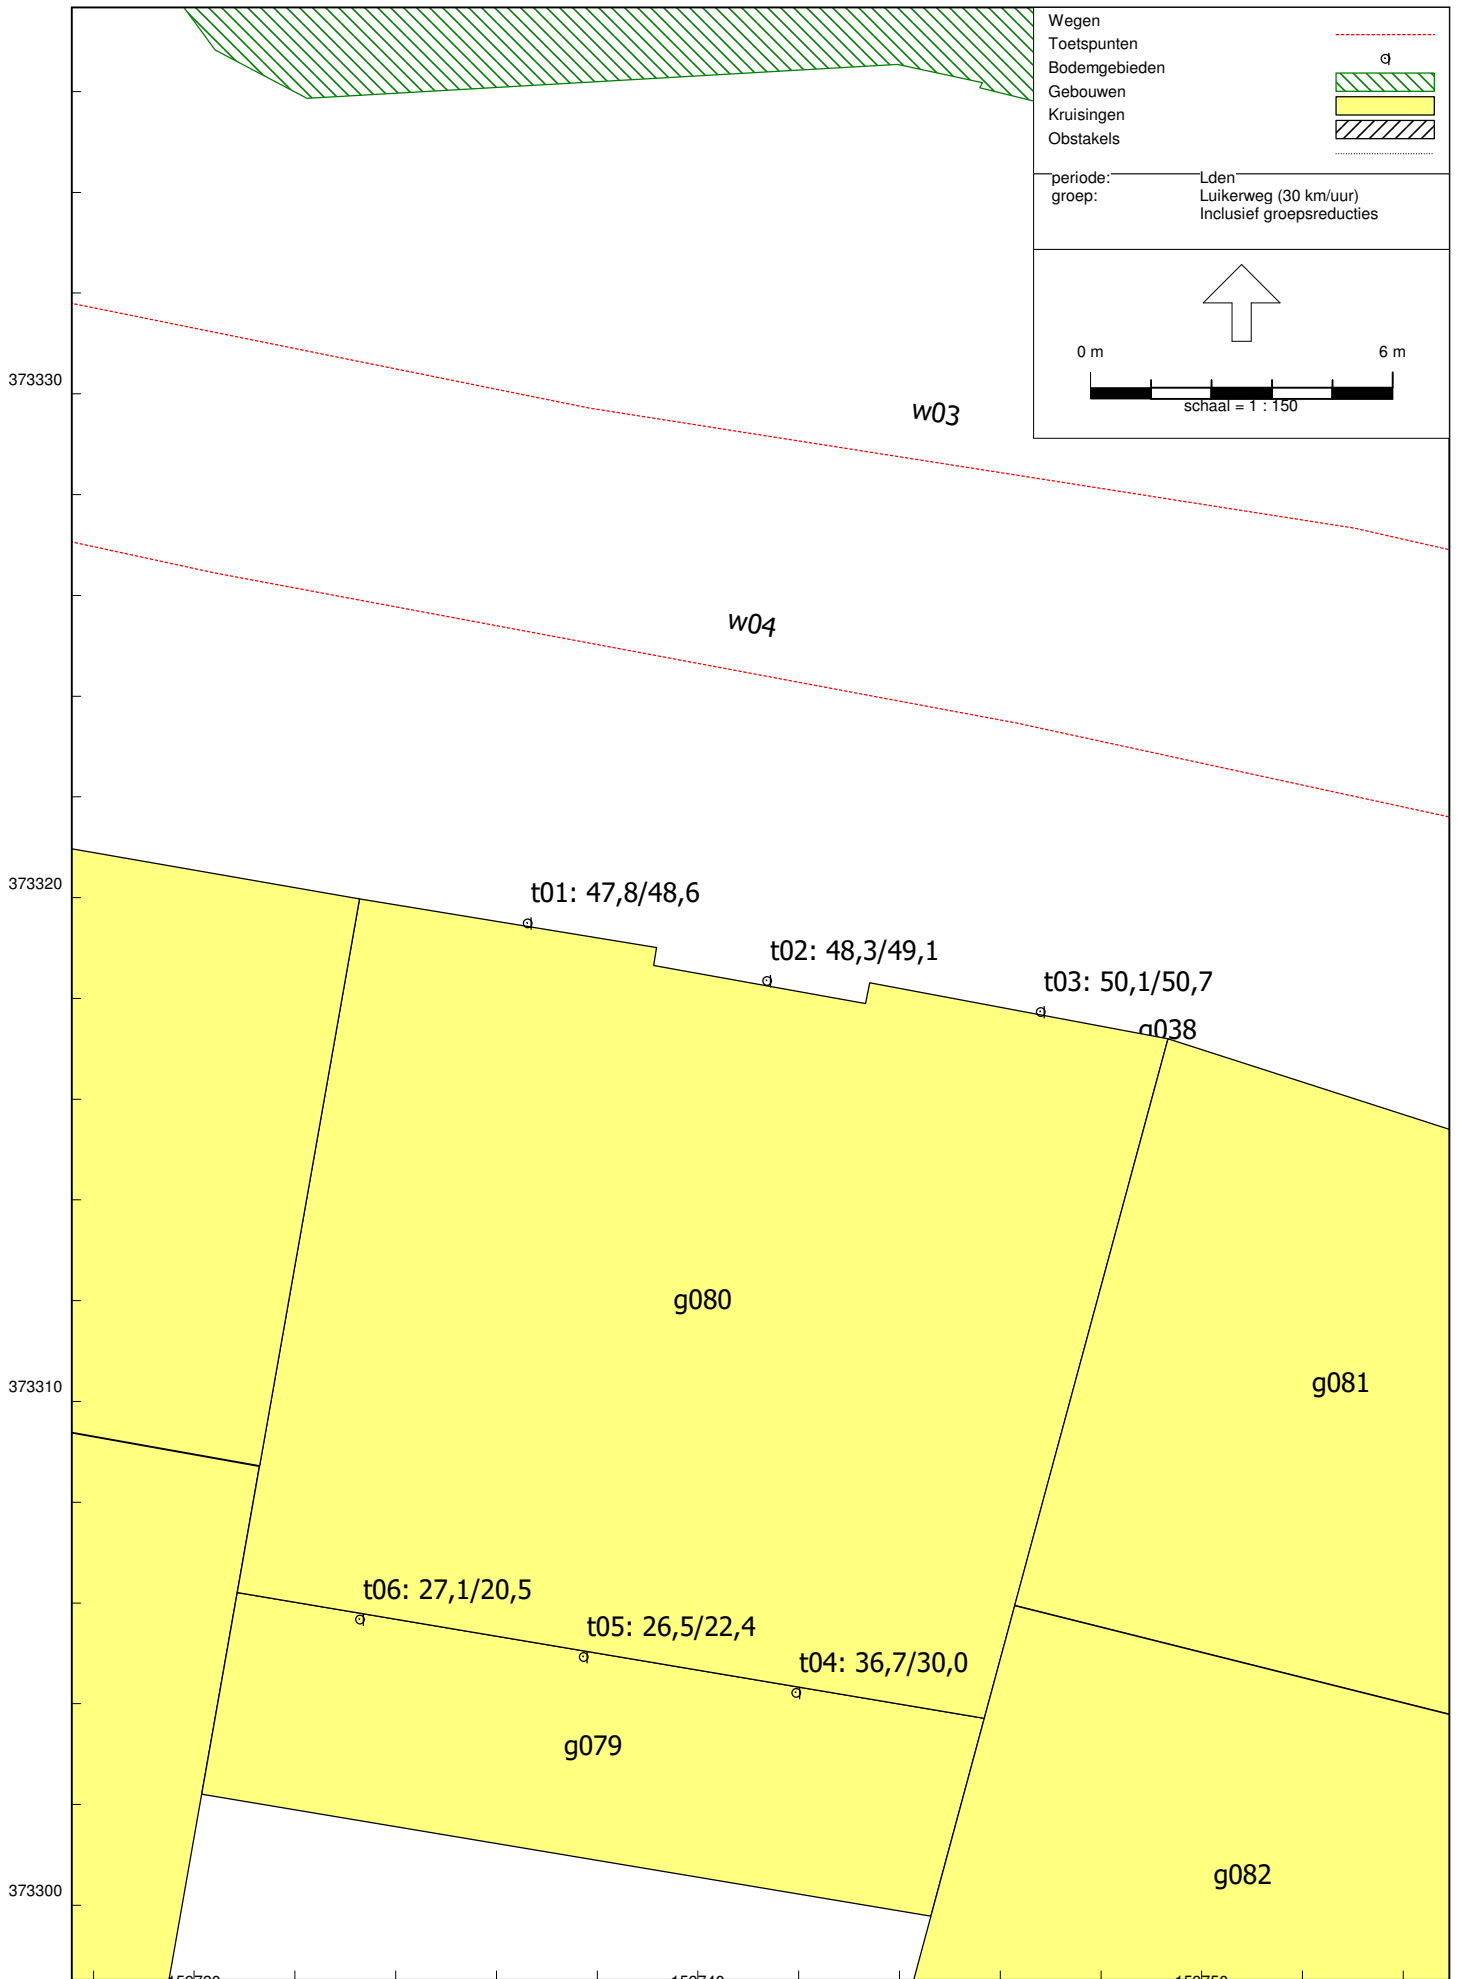 Wegen
Toetspunten
Bodemgebieden
Gebouwen
Kruisingen
Obstakels
periode: Lden
groep: Luikerweg (30 km/uur)
Inclusief groepsreducties
0 m 6 m
schaal = 1 : 150
373330
w03
w04
373320
t01: 47,8/48,6
t02: 48,3/49,1
t03: 50,1/50,7
g038
g080
373310
g081
t06: 27,1/20,5
t05: 26,5/22,4
t04: 36,7/30,0
g079
g082
373300